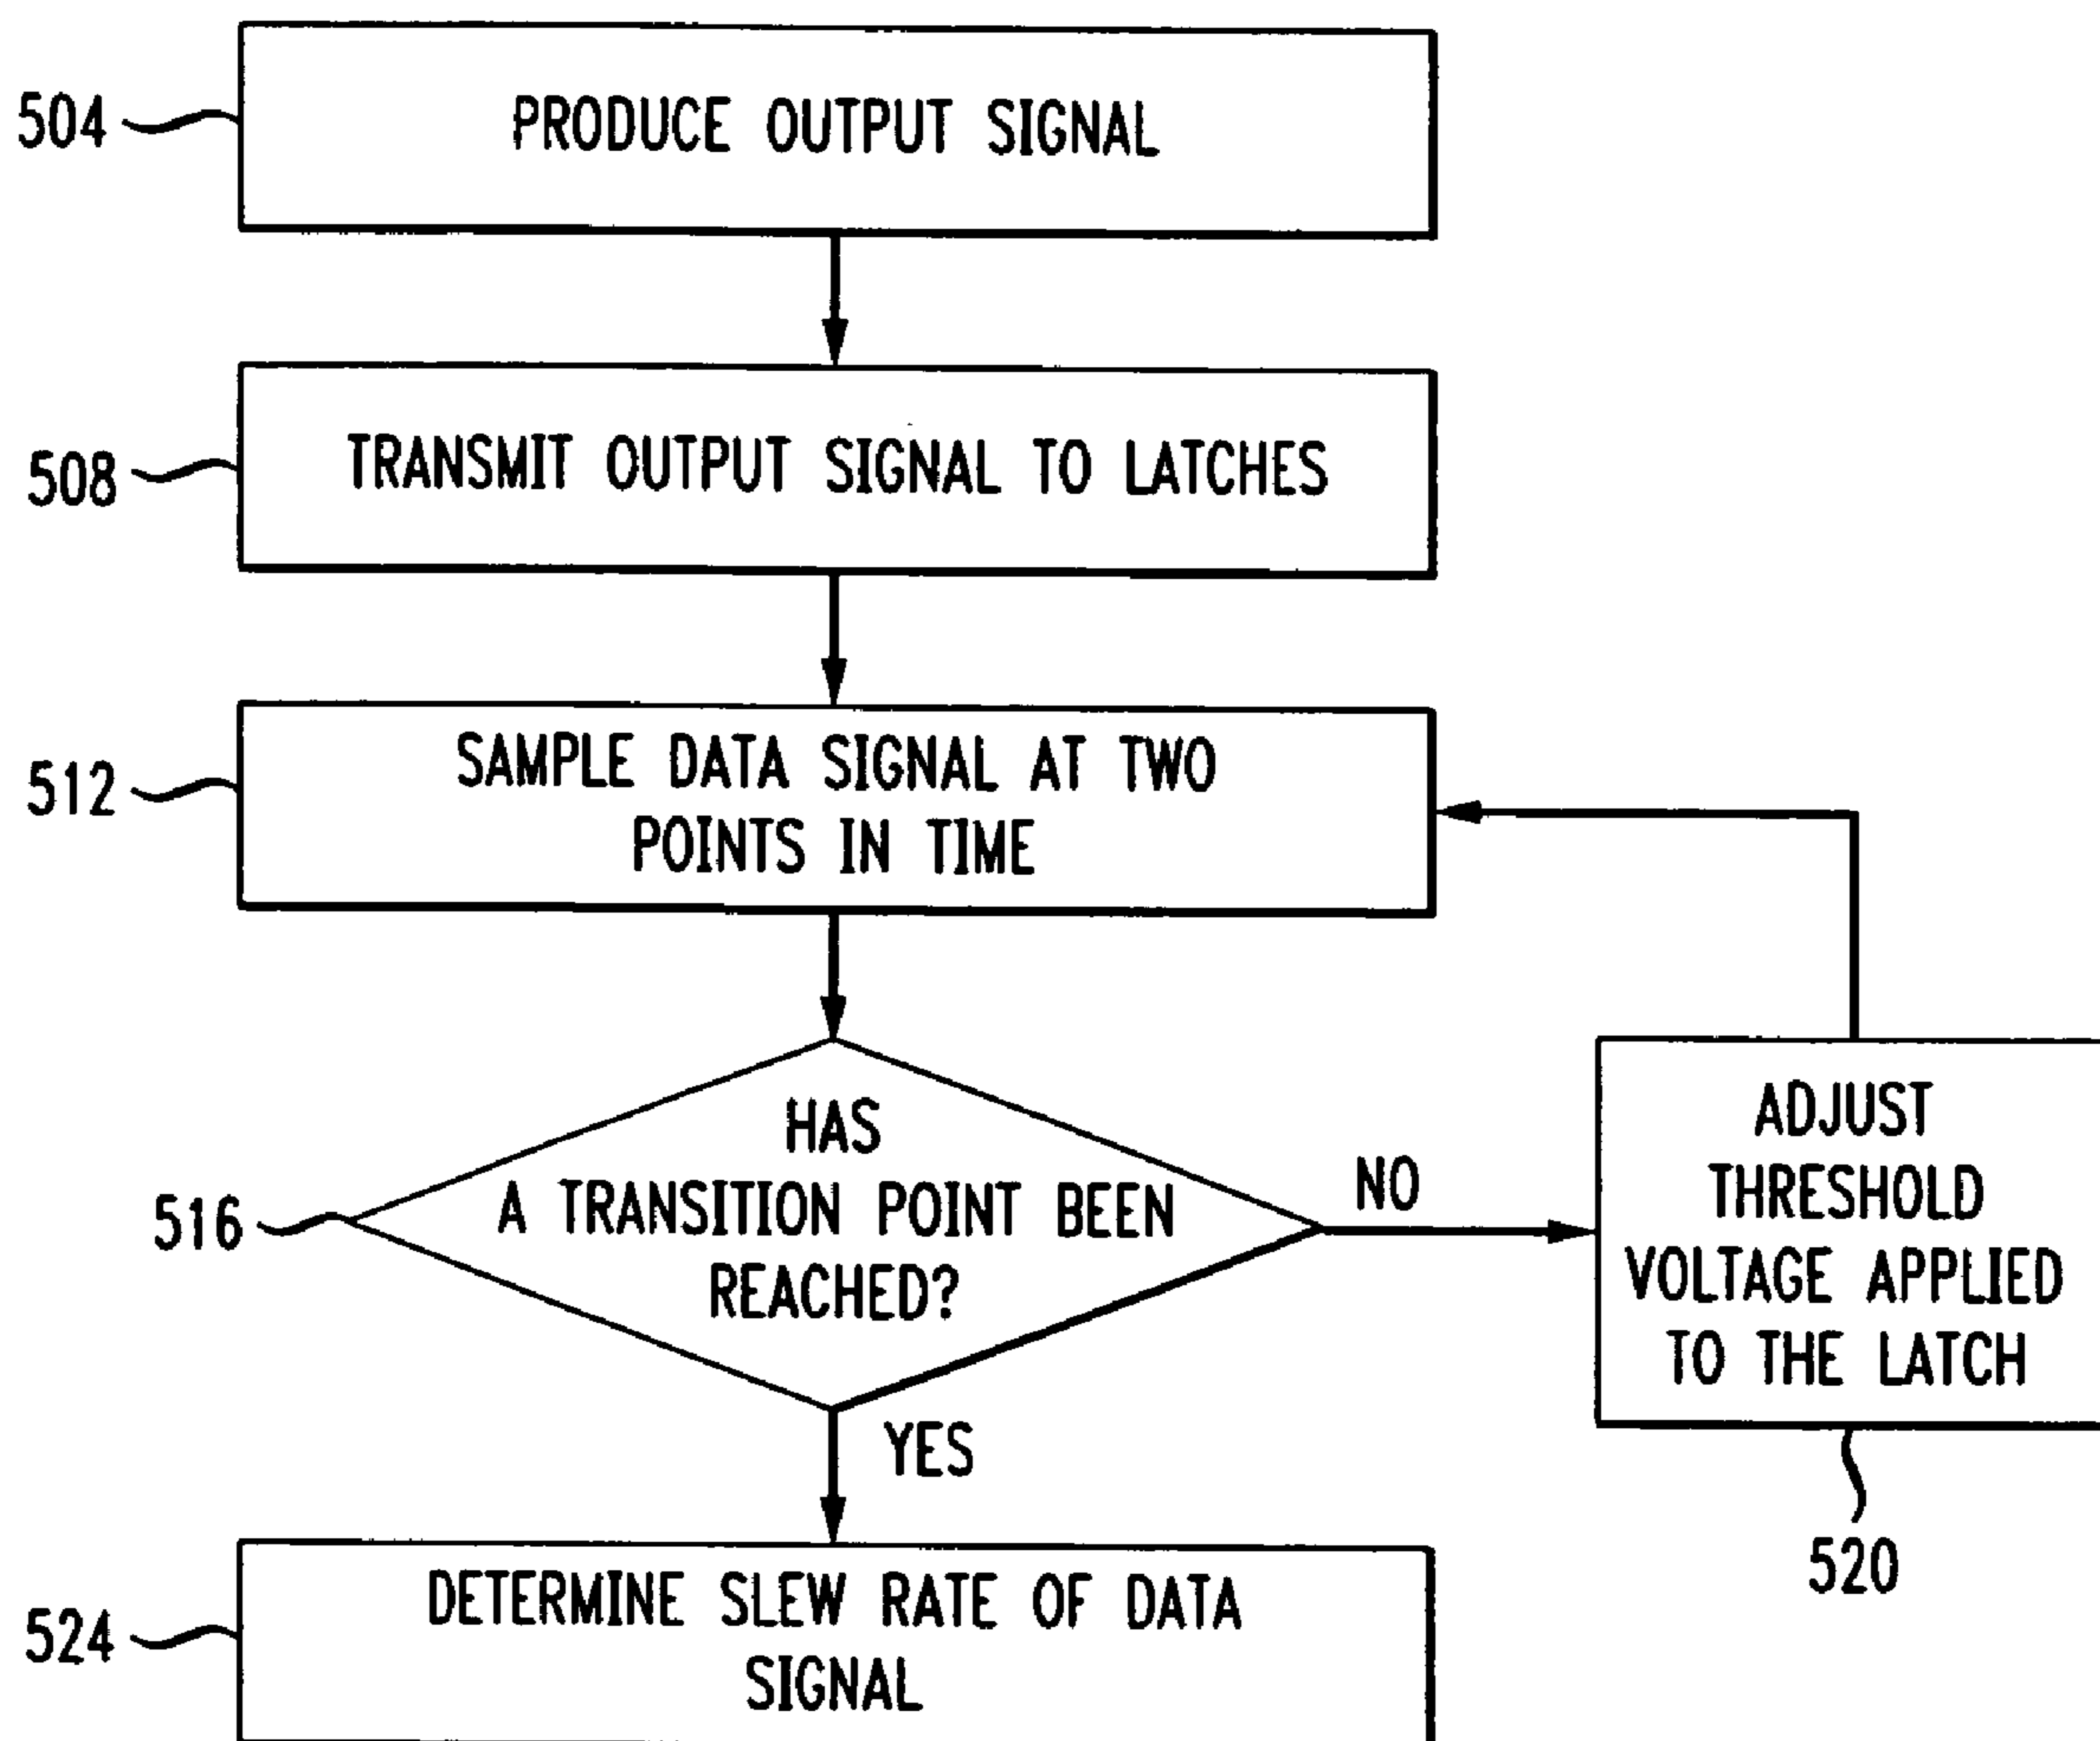 504
PRODUCE OUTPUT SIGNAL
508
TRANSMIT OUTPUT SIGNAL TO LATCHES
512
SAMPLE DATA SIGNAL AT TWO
POINTS IN TIME
516
HAS
A TRANSITION POINT BEEN
REACHED?
NO
ADJUST
THRESHOLD
VOLTAGE APPLIED
TO THE LATCH
520
YES
524
DETERMINE SLEW RATE OF DATA
SIGNAL